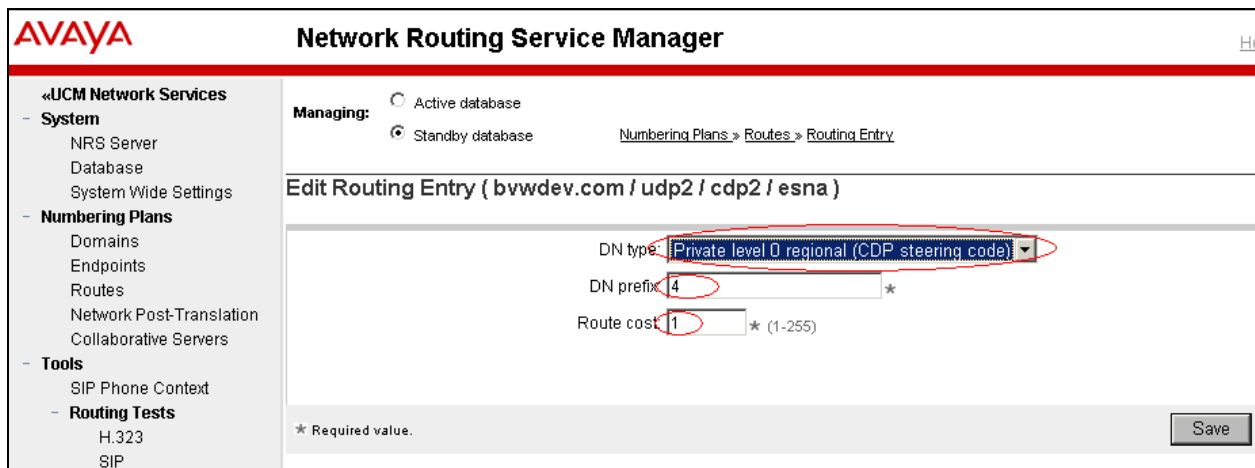 AVAYA
Network Routing Service Manager
«UCM Network Services
- System
NRS Server
Database
System Wide Settings
- Numbering Plans
Domains
Endpoints
Routes
Network Post-Translation
Collaborative Servers
- Tools
SIP Phone Context
- Routing Tests
H.323
SIP
Managing:
Active database
Standby database
Numbering Plans » Routes » Routing Entry
Edit Routing Entry ( bvwdev.com / udp2 / cdp2 / esna )
DN type: Private level 0 regional (CDP steering code)
DN prefix: 4 *
Route cost: 1 * (1-255)
* Required value.
Save